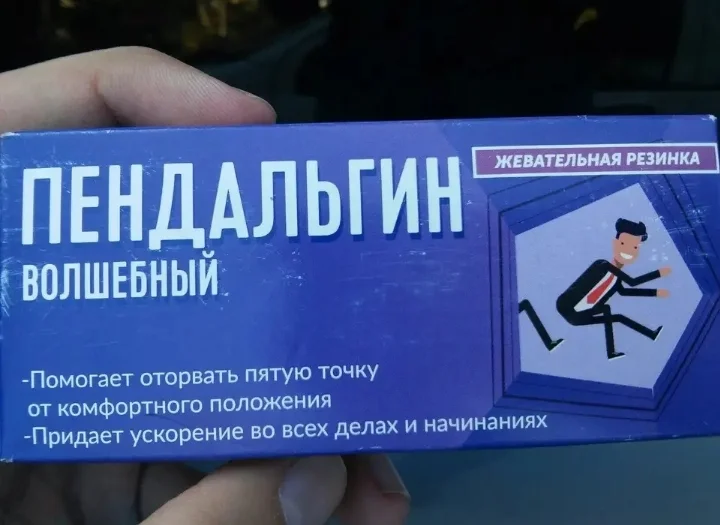 ПЕНДАЛЬГИН
ЖЕВАТЕЛЬНАЯ РЕЗИНКА
ВОЛШЕБНЫЙ
-Помогает оторвать пятую точку
от комфортного положения
-Придает ускорение во всех делах и начинаниях